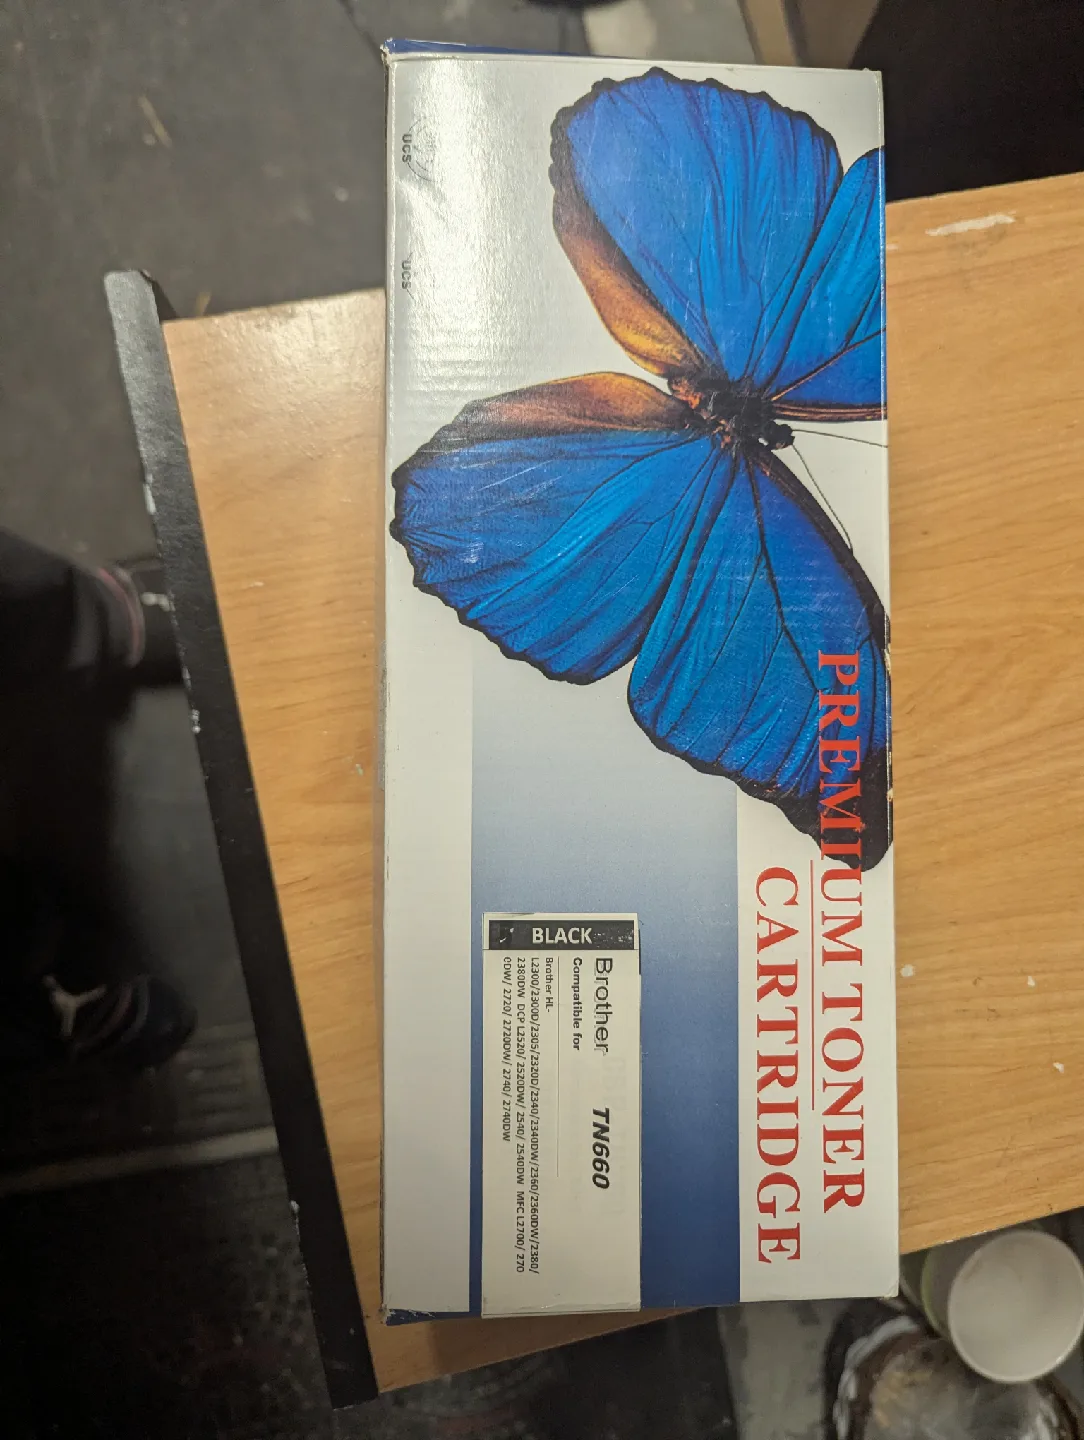 PREMIUM TONER
CARTRIDGE
BLACK
Brother TN660
Compatible for
Brother HL-
L2300/2300D/2305/2320D/2340/2340DW/2360/2360DW/2380/
2380DW DCP L2520/ 2520DW/ 2540/ 2540DW MFC L2700/ 270
0DW/ 2720/ 2720DW/ 2740/ 2740DW
UCS
UCS